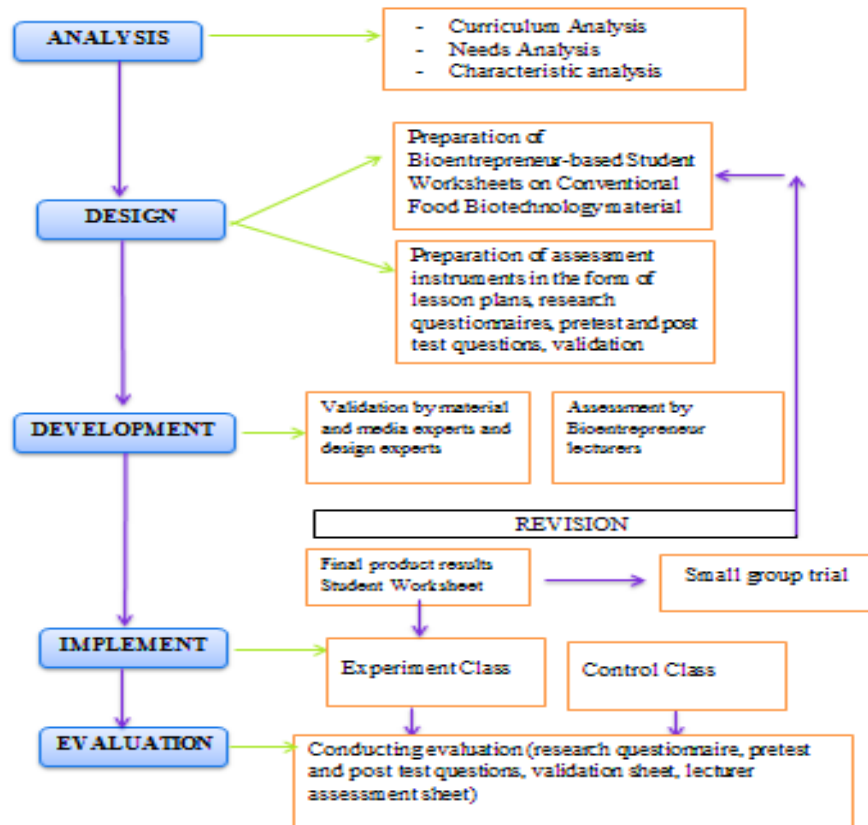 ANALYSIS
- Curriculum Analysis
- Needs Analysis
- Characteristic analysis
Preparation of
Bioentrepreneur-based Student
Worksheets on Conventional
Food Biotechnology material
DESIGN
Preparation of assessment
instruments in the form of
lesson plans, research
questionnaires, pretest and post
test questions, validation
DEVELOPMENT
Validation by material
and media experts and
design experts
Assessment by
Bioentrepreneur
lecturers
REVISION
Final product results
Student Worksheet
Small group trial
IMPLEMENT
Experiment Class
Control Class
EVALUATION
Conducting evaluation (research questionnaire, pretest
and post test questions, validation sheet, lecturer
assessment sheet)